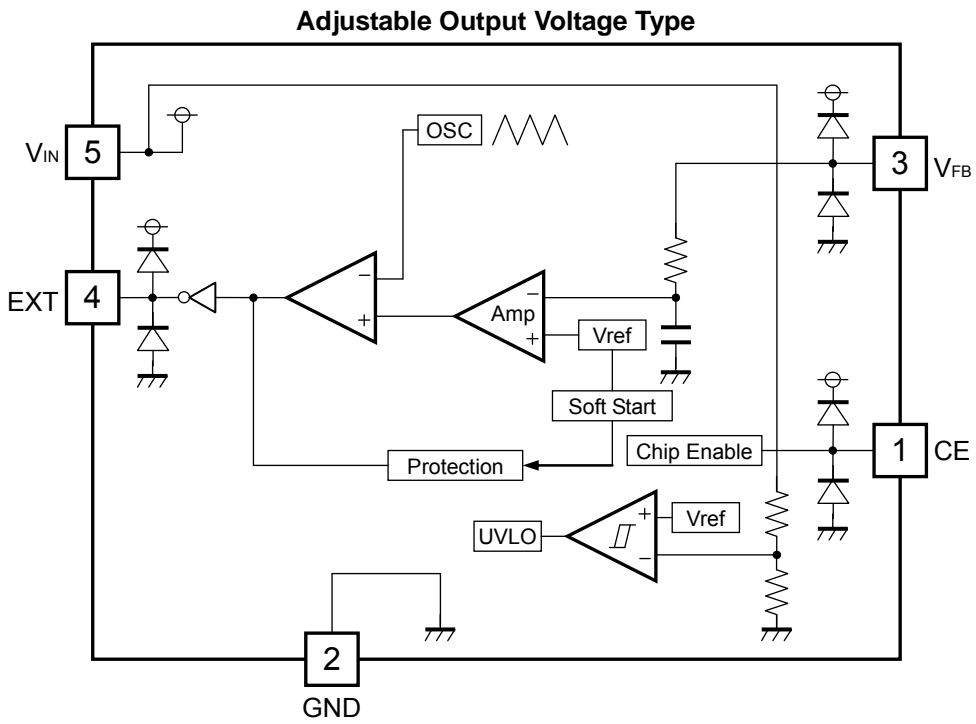 Adjustable Output Voltage Type
OSC
VIN
5
3
VFB
EXT
4
−
+
Amp
−
+
Vref
Soft Start
Protection
Chip Enable
1
CE
UVLO
+
−
Vref
2
GND